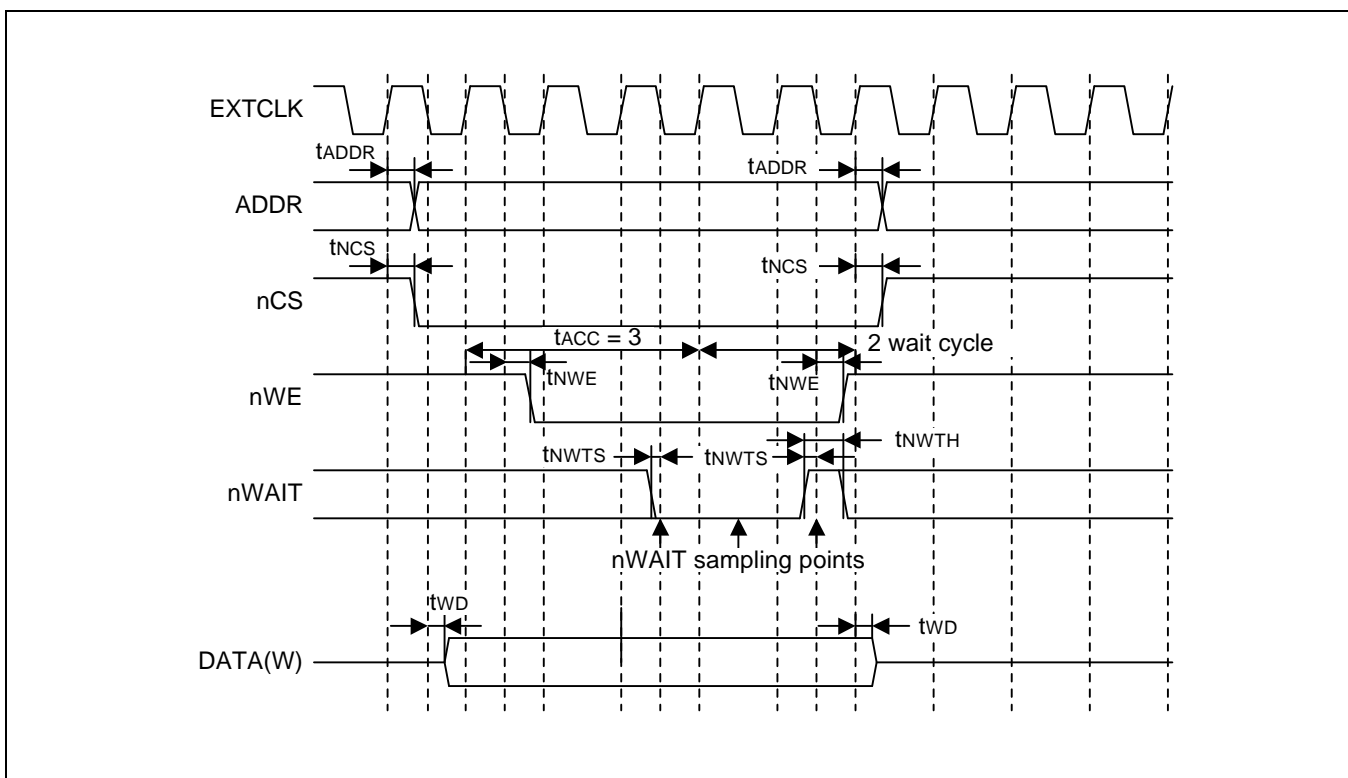 EXTCLK
tADDR
tADDR
ADDR
tNCS
tNCS
nCS
tACC = 3
2 wait cycle
tNWE
tNWE
nWE
tNWTH
tNWTS
tNWTS
nWAIT
nWAIT sampling points
tWD
tWD
DATA(W)